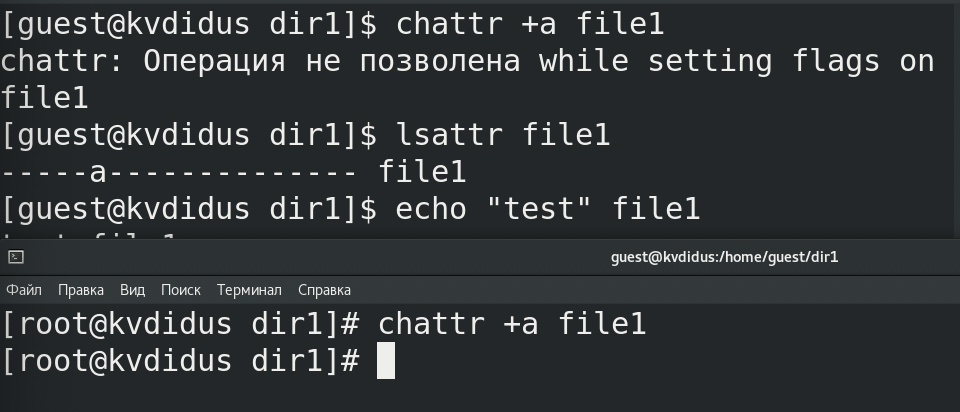 [guest@kvdidus dir1]$ chattr +a file1
chattr: Операция не позволена while setting flags on
file1
[guest@kvdidus dir1]$ lsattr file1
-----a-------------- file1
[guest@kvdidus dir1]$ echo "test" file1
guest@kvdidus:/home/guest/dir1
Файл Правка Вид Поиск Терминал Справка
[root@kvdidus dir1]# chattr +a file1
[root@kvdidus dir1]#